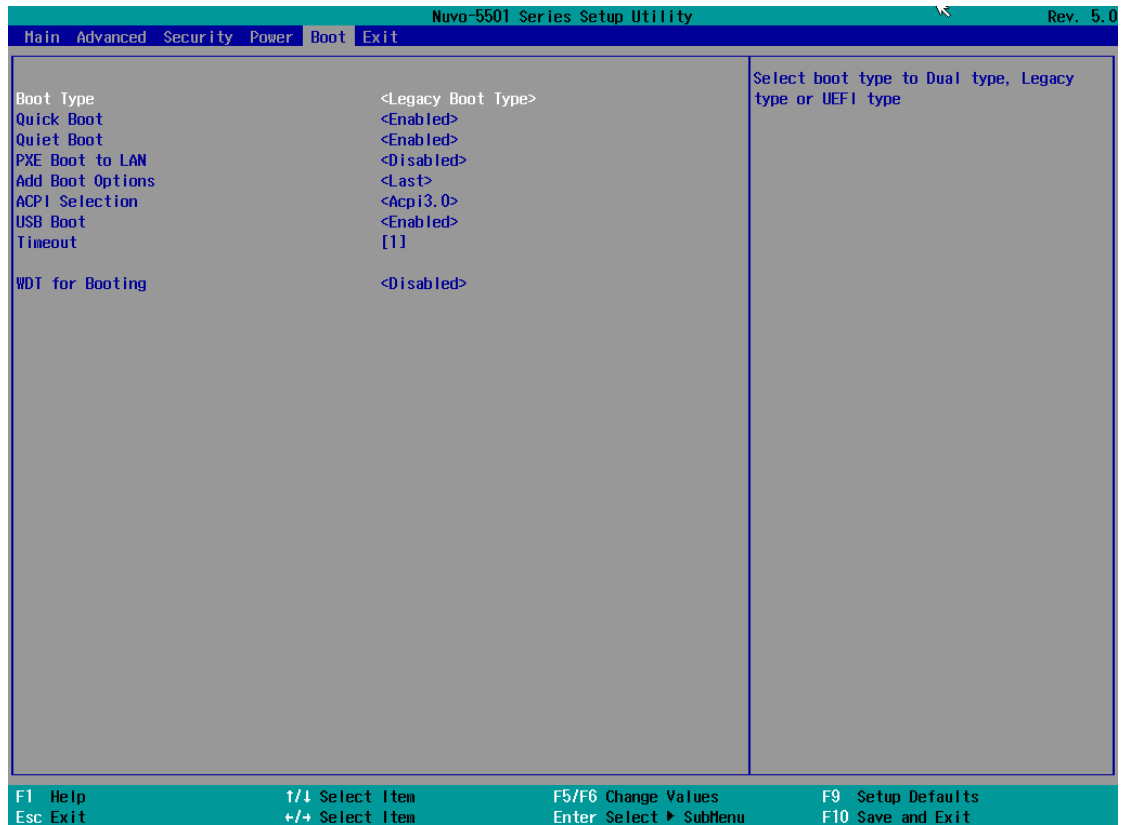 Nuvo-5501 Series Setup Utility Rev. 5.0
Main Advanced Security Power Boot Exit
Boot Type <Legacy Boot Type>
Quick Boot <Enabled>
Quiet Boot <Enabled>
PXE Boot to LAN <Disabled>
Add Boot Options <Last>
ACPI Selection <Acpi3.0>
USB Boot <Enabled>
Timeout [1]
WDT for Booting <Disabled>
Select boot type to Dual type, Legacy
type or UEFI type
F1 Help ↑/↓ Select Item F5/F6 Change Values F9 Setup Defaults
Esc Exit ←/→ Select Item Enter Select ▶ SubMenu F10 Save and Exit